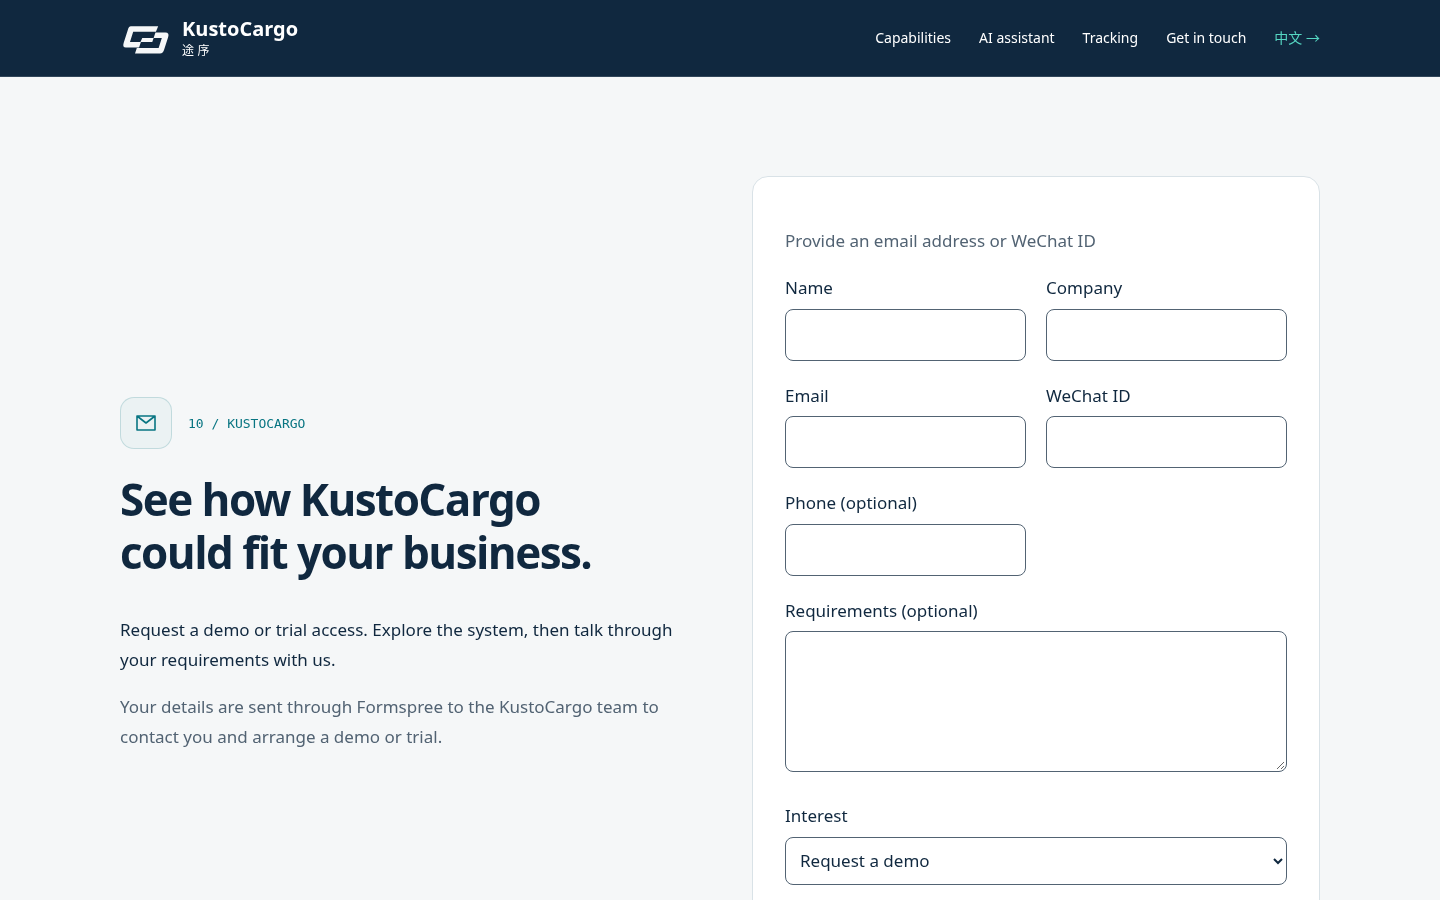 KustoCargo
途序
Capabilities
AI assistant
Tracking
Get in touch
中文 →
10 / KUSTOCARGO
See how KustoCargo
could fit your business.
Request a demo or trial access. Explore the system, then talk through
your requirements with us.
Your details are sent through Formspree to the KustoCargo team to
contact you and arrange a demo or trial.
Provide an email address or WeChat ID
Name
Company
Email
WeChat ID
Phone (optional)
Requirements (optional)
Interest
Request a demo